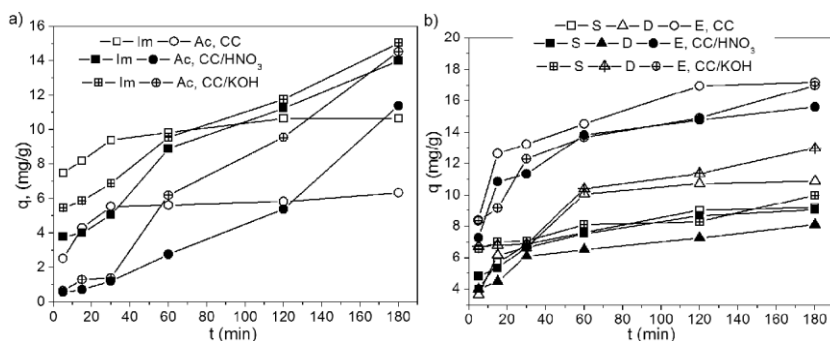 a)
Im Ac, CC
Im Ac, CC/HNO₃
Im Ac, CC/KOH
q, (mg/g)
16
14
12
10
8
6
4
2
0
0 20 40 60 80 100 120 140 160 180
t (min)
b)
S D E, CC
S D E, CC/HNO₃
S D E, CC/KOH
q (mg/g)
20
18
16
14
12
10
8
6
4
0 20 40 60 80 100 120 140 160 180
t (min)